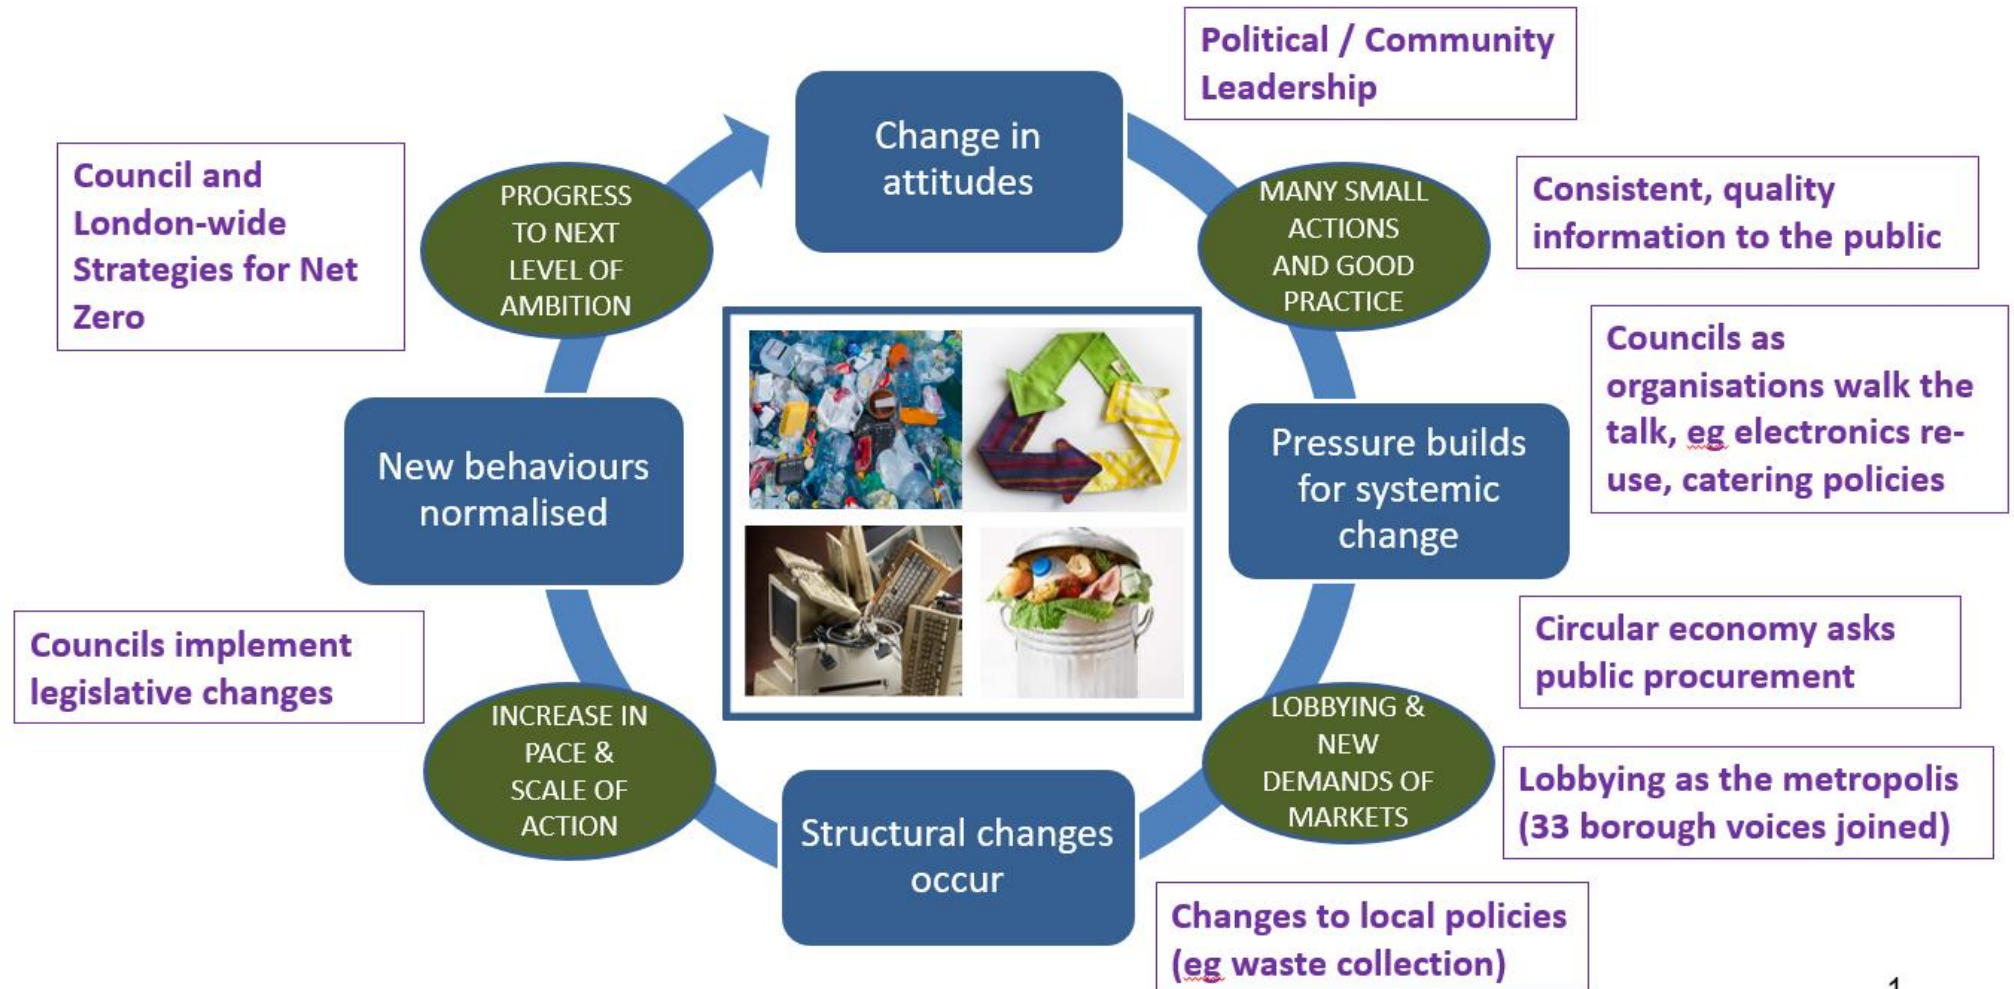 Political / Community
Leadership
Change in
attitudes
Council and
London-wide
Strategies for Net
Zero
PROGRESS
TO NEXT
LEVEL OF
AMBITION
MANY SMALL
ACTIONS
AND GOOD
PRACTICE
Consistent, quality
information to the public
Councils as
organisations walk the
talk, eg electronics re-
use, catering policies
New behaviours
normalised
Pressure builds
for systemic
change
Councils implement
legislative changes
Circular economy asks
public procurement
INCREASE IN
PACE &
SCALE OF
ACTION
LOBBYING &
NEW
DEMANDS OF
MARKETS
Lobbying as the metropolis
(33 borough voices joined)
Structural changes
occur
Changes to local policies
(eg waste collection)
1